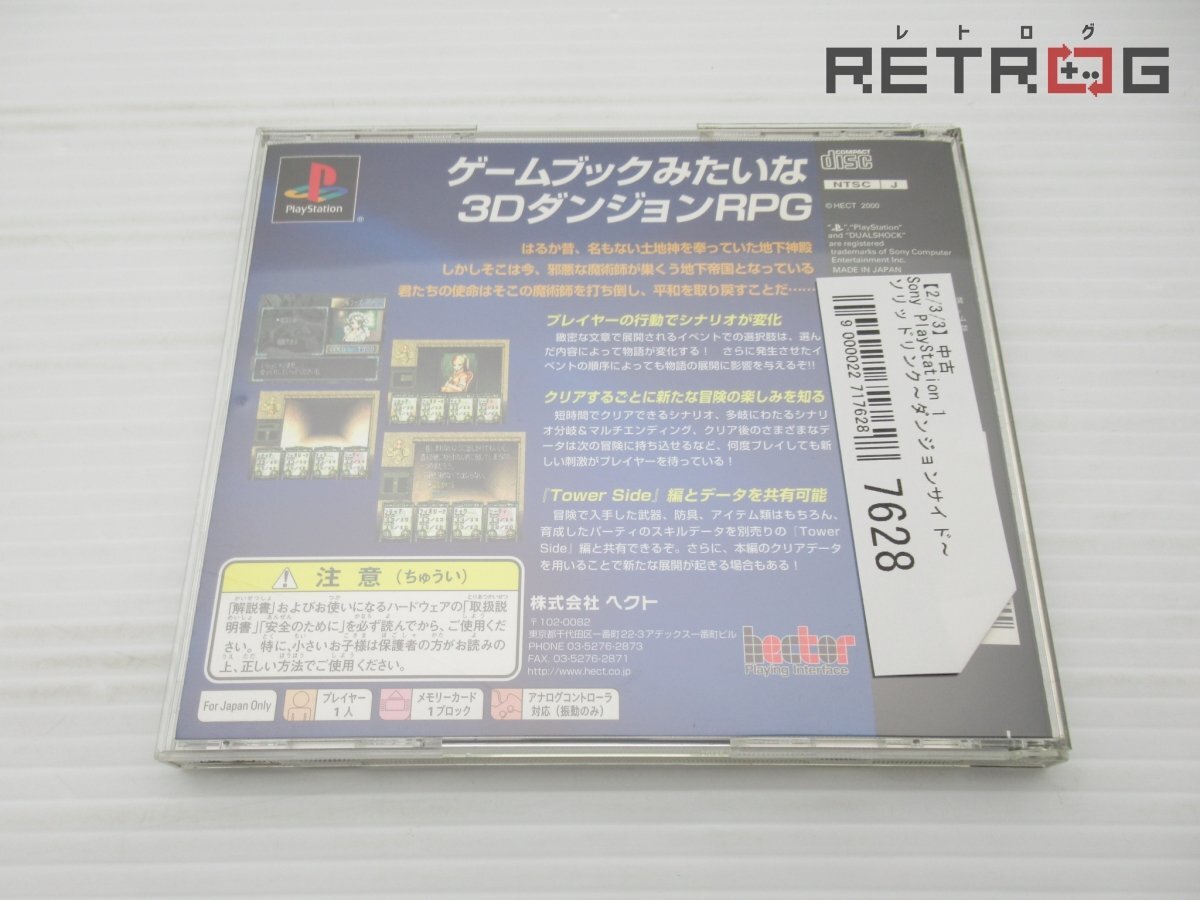 レトログ
RETROG
PlayStation
ゲームブックみたいな
3DダンジョンRPG
COMPACT
disc
NTSC J
©HECT 2000
"PlayStation"
and "DUALSHOCK"
are registered
trademarks of Sony Computer
Entertainment Inc.
MADE IN JAPAN
はるか昔、名もない土地神を奉っていた地下神殿
しかしそこは今、邪悪な魔術師が巣くう地下帝国となっている
君たちの使命はそこの魔術師を打ち倒し、平和を取り戻すことだ……
プレイヤーの行動でシナリオが変化
緻密な文章で展開されるイベントでの選択肢は、選ん
だ内容によって物語が変化する! さらに発生させたイ
ベントの順序によっても物語の展開に影響を与えるぞ!!
クリアするごとに新たな冒険の楽しみを知る
短時間でクリアできるシナリオ、多岐にわたるシナリ
オ分岐&マルチエンディング、クリア後のさまざまなデ
ータは次の冒険に持ち込せるなど、何度プレイしても新
しい刺激がプレイヤーを待っている!
『Tower Side』編とデータを共有可能
冒険で入手した武器、防具、アイテム類はもちろん、
育成したパーティのスキルデータを別売りの『Tower
Side』編と共有できるぞ。さらに、本編のクリアデータ
を用いることで新たな展開が起きる場合もある!
【2/3/3】中古
Sony PlayStation 1
ソリッドリンク~ダンジョンサイド~
9 000022 717628
7628
注意(ちゅうい)
「解説書」およびお使いになるハードウェアの「取扱説
明書」「安全のために」を必ず読んでから、ご使用くだ
さい。特に、小さいお子様は保護者の方がお読みの
上、正しい方法でご使用ください。
株式会社 ヘクト
〒102-0082
東京都千代田区一番町22-3アデックス一番町ビル
PHONE 03-5276-2873
FAX. 03-5276-2871
http://www.hect.co.jp
hector
Playing Interface
For Japan Only
プレイヤー
1人
メモリーカード
1ブロック
アナログコントローラ
対応(振動のみ)